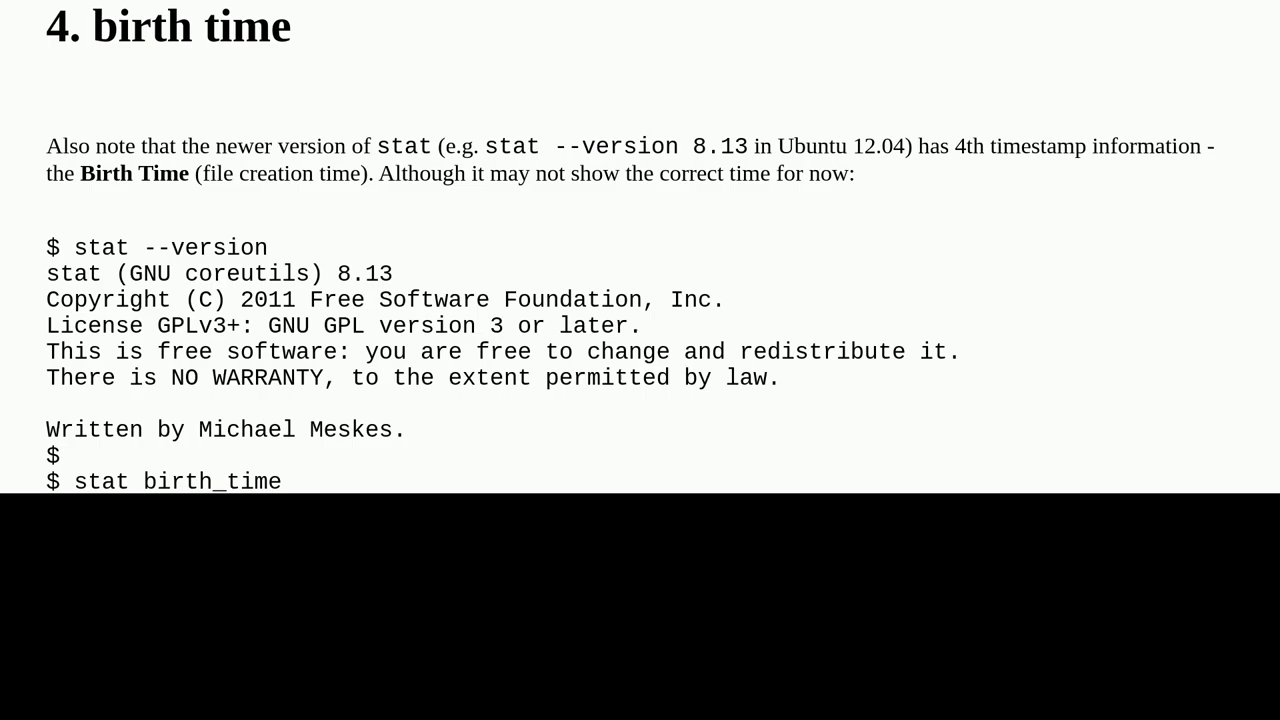 4. birth time
Also note that the newer version of stat (e.g. stat --version 8.13 in Ubuntu 12.04) has 4th timestamp information -
the Birth Time (file creation time). Although it may not show the correct time for now:
$ stat --version
stat (GNU coreutils) 8.13
Copyright (C) 2011 Free Software Foundation, Inc.
License GPLv3+: GNU GPL version 3 or later.
This is free software: you are free to change and redistribute it.
There is NO WARRANTY, to the extent permitted by law.
Written by Michael Meskes.
$
$ stat birth_time